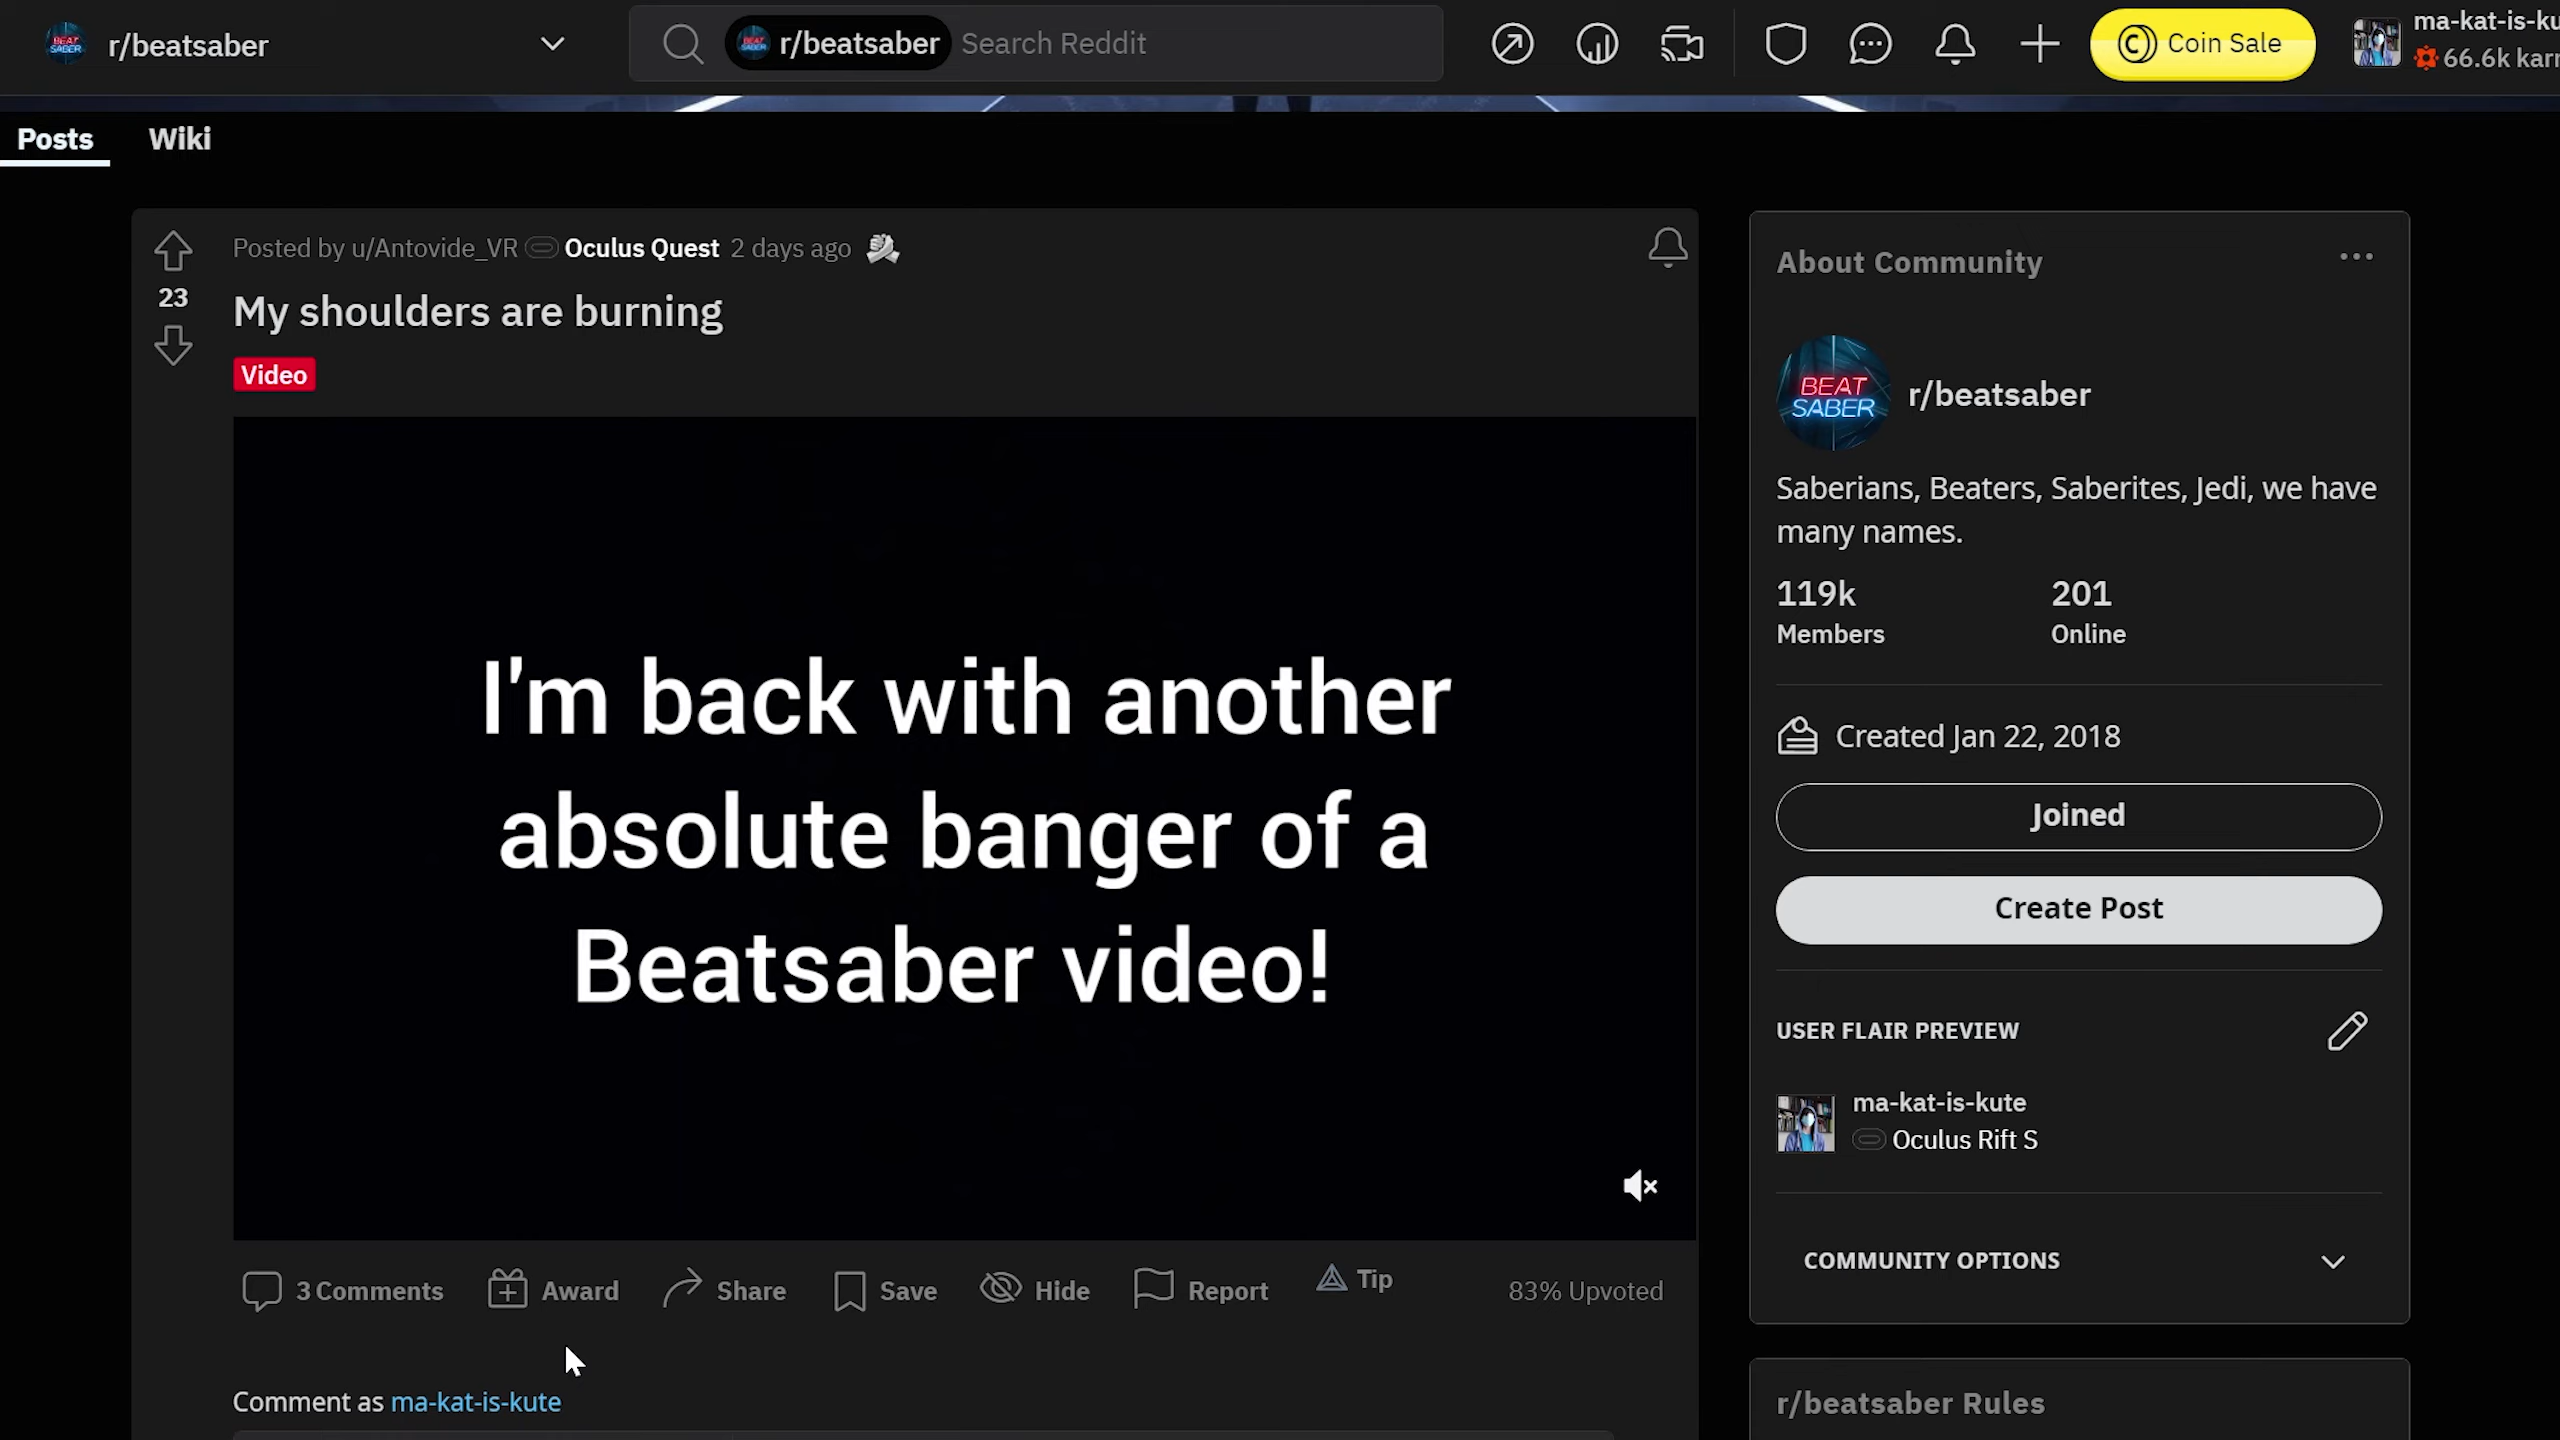 r/beatsaber
r/beatsaber Search Reddit
Coin Sale
ma-kat-is-ku
66.6k karn
Posts Wiki
Posted by u/Antovide_VR Oculus Quest 2 days ago
23
My shoulders are burning
Video
I'm back with another
absolute banger of a
Beatsaber video!
3 Comments Award Share Save Hide Report Tip 83% Upvoted
Comment as ma-kat-is-kute
About Community
BEAT
SABER
r/beatsaber
Saberians, Beaters, Saberites, Jedi, we have
many names.
119k 201
Members Online
Created Jan 22, 2018
Joined
Create Post
USER FLAIR PREVIEW
ma-kat-is-kute
Oculus Rift S
COMMUNITY OPTIONS
r/beatsaber Rules